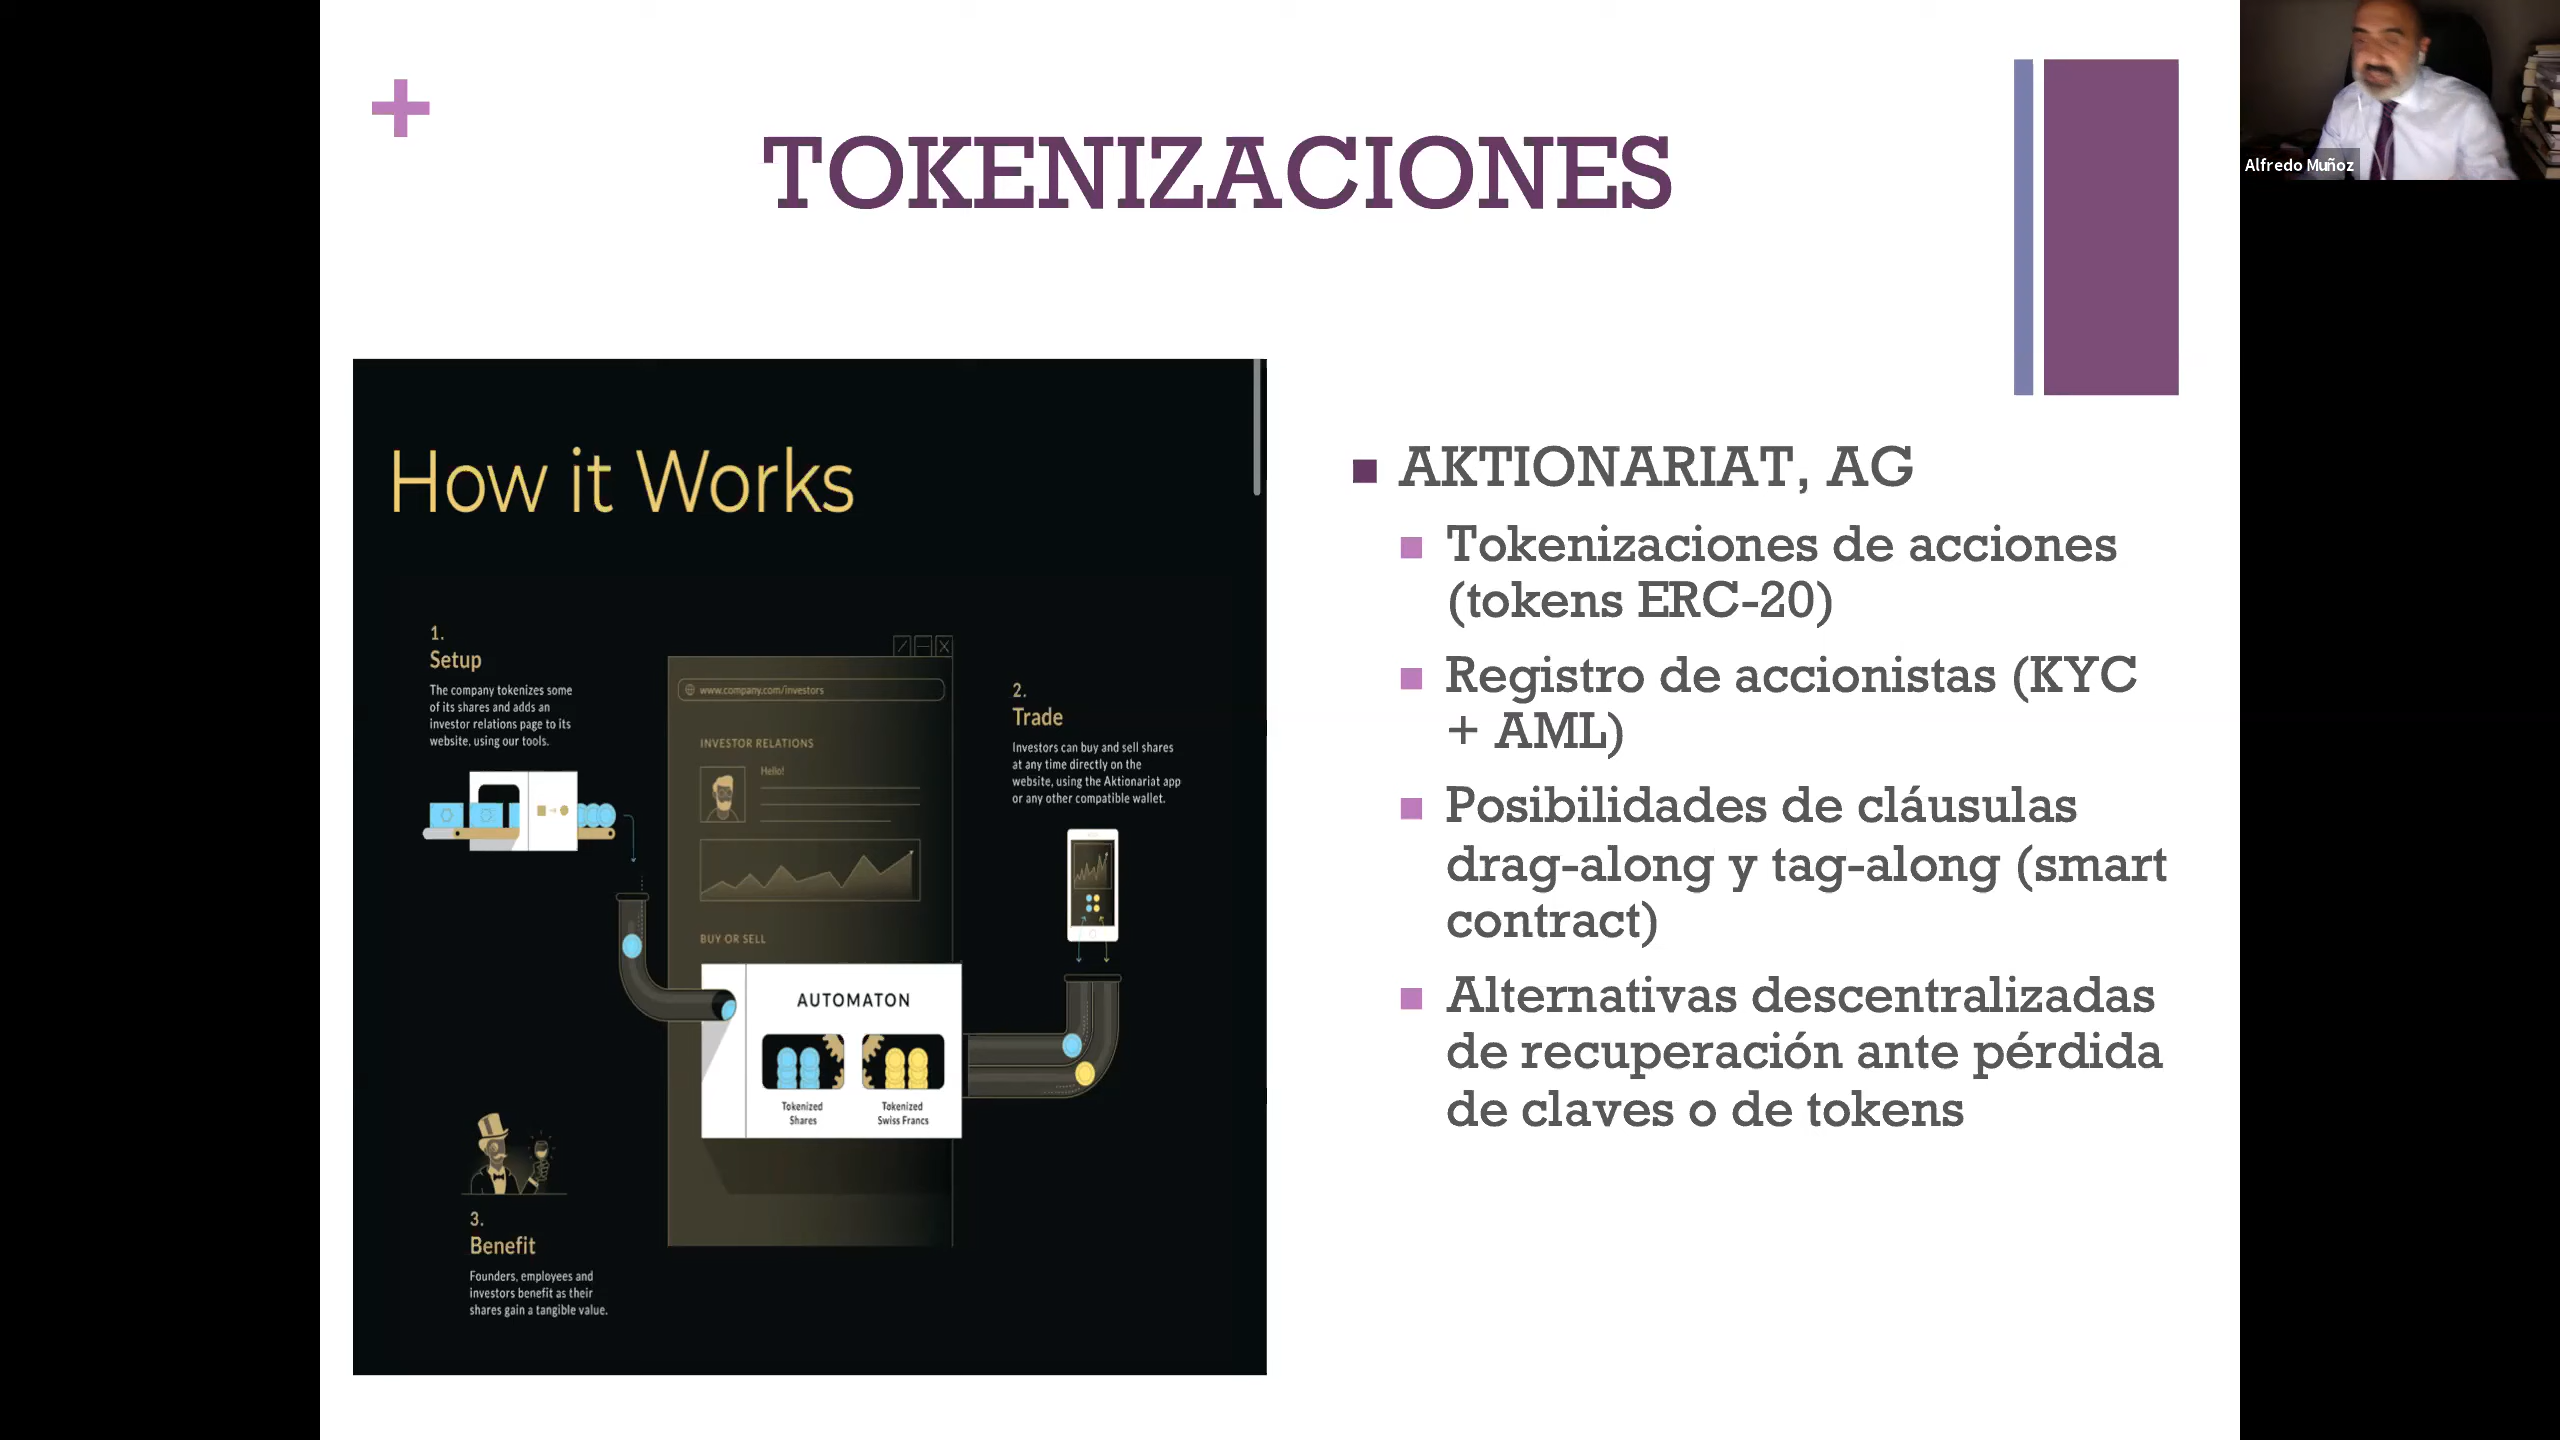 TOKENIZACIONES
Alfredo Muñoz
How it Works
1.
Setup
The company tokenizes some
of its shares and adds an
investor relations page to its
website, using our tools.
www.company.com/investors
INVESTOR RELATIONS
Hello!
BUY OR SELL
AUTOMATON
Tokenized
Shares
Tokenized
Swiss Francs
2.
Trade
Investors can buy and sell shares
at any time directly on the
website, using the Aktionariat app
or any other compatible wallet.
3.
Benefit
Founders, employees and
investors benefit as their
shares gain a tangible value.
AKTIONARIAT, AG
Tokenizaciones de acciones
(tokens ERC-20)
Registro de accionistas (KYC
+ AML)
Posibilidades de cláusulas
drag-along y tag-along (smart
contract)
Alternativas descentralizadas
de recuperación ante pérdida
de claves o de tokens